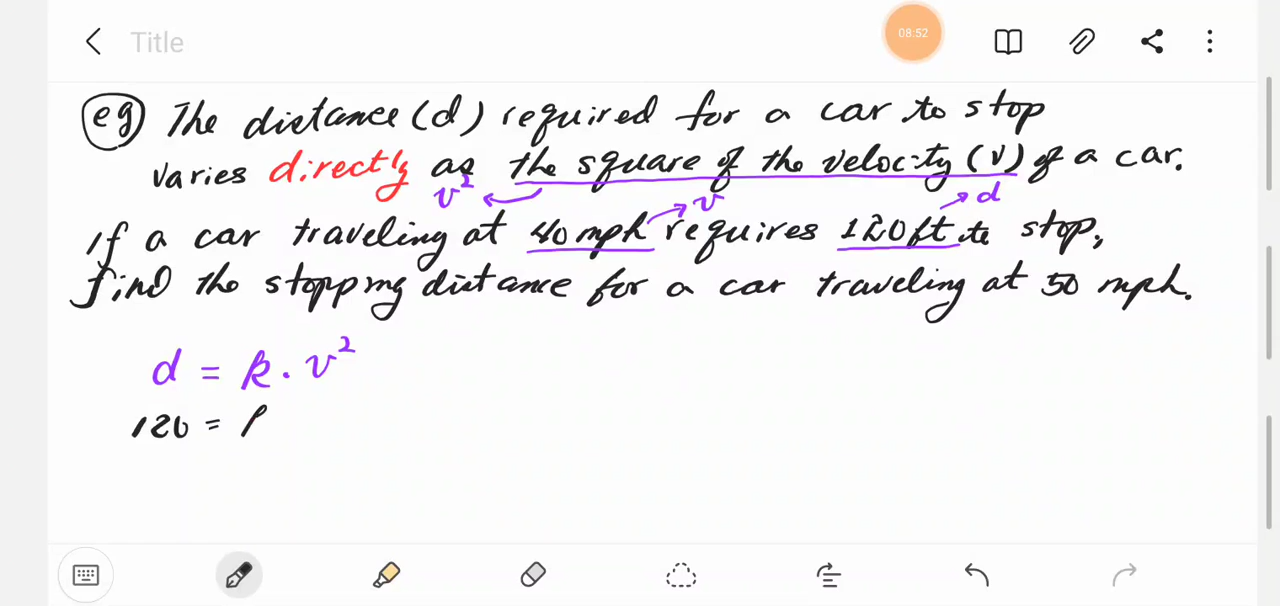 Title
08:52
eg The distance (d) required for a car to stop
varies directly as the square of the velocity (v) of a car.
v² v d
If a car traveling at 40 mph requires 120ft to stop,
find the stopping distance for a car traveling at 50 mph.
d = k · v²
120 =